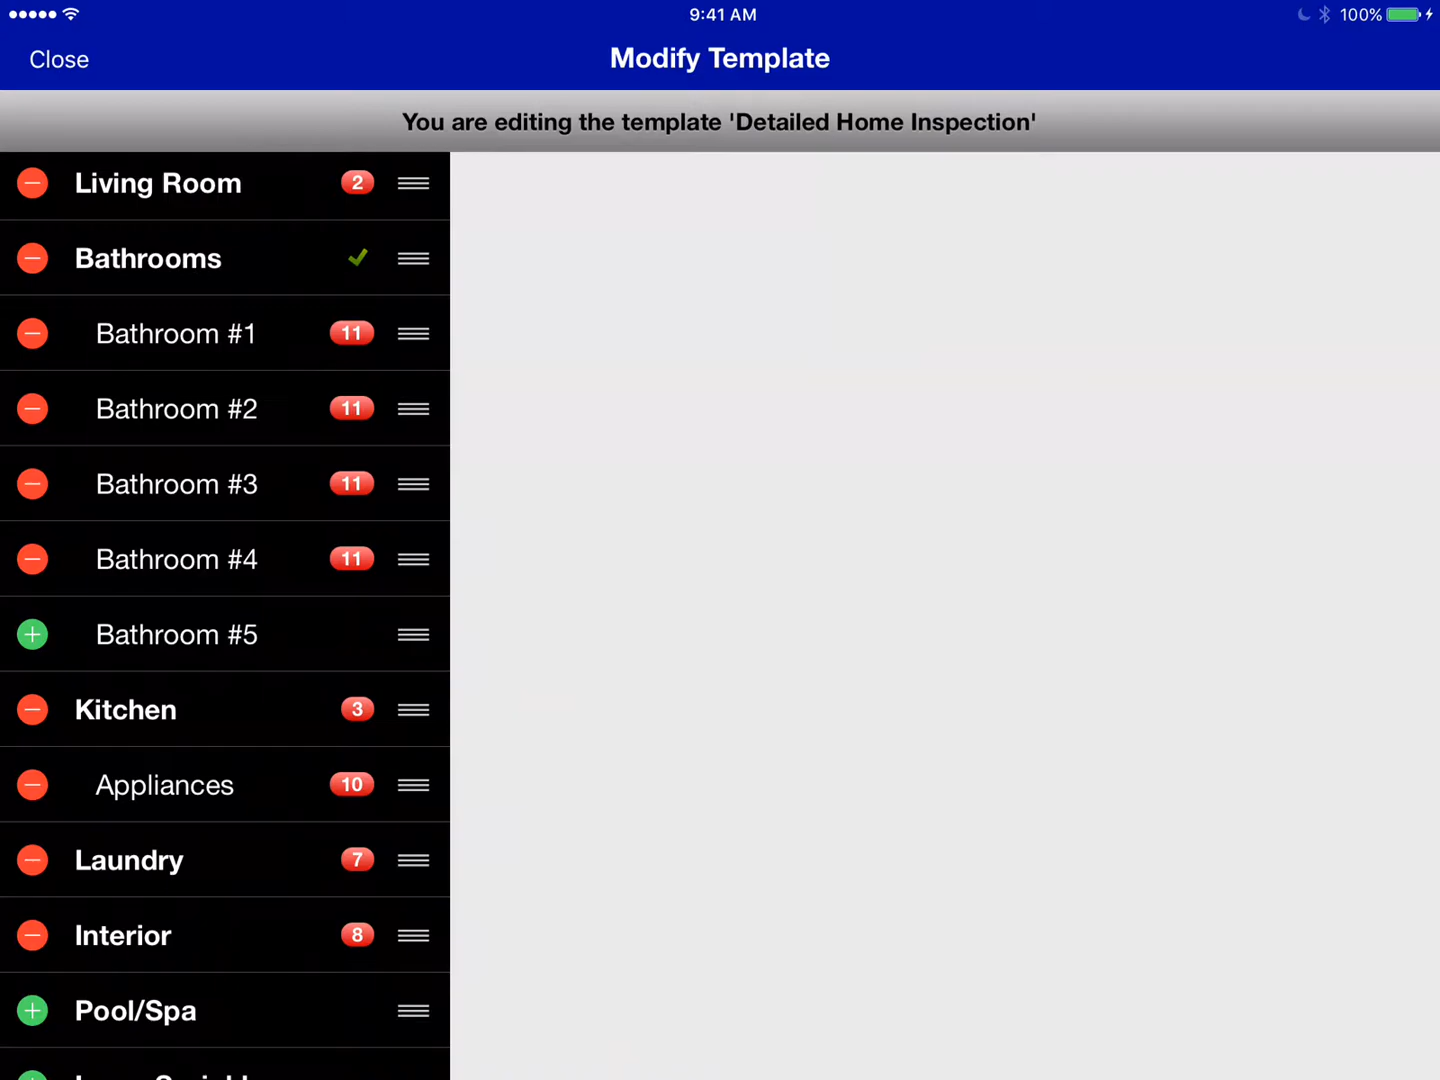 9:41 AM
100%
Close
Modify Template
You are editing the template 'Detailed Home Inspection'
Living Room 2
Bathrooms
Bathroom #1 11
Bathroom #2 11
Bathroom #3 11
Bathroom #4 11
Bathroom #5
Kitchen 3
Appliances 10
Laundry 7
Interior 8
Pool/Spa